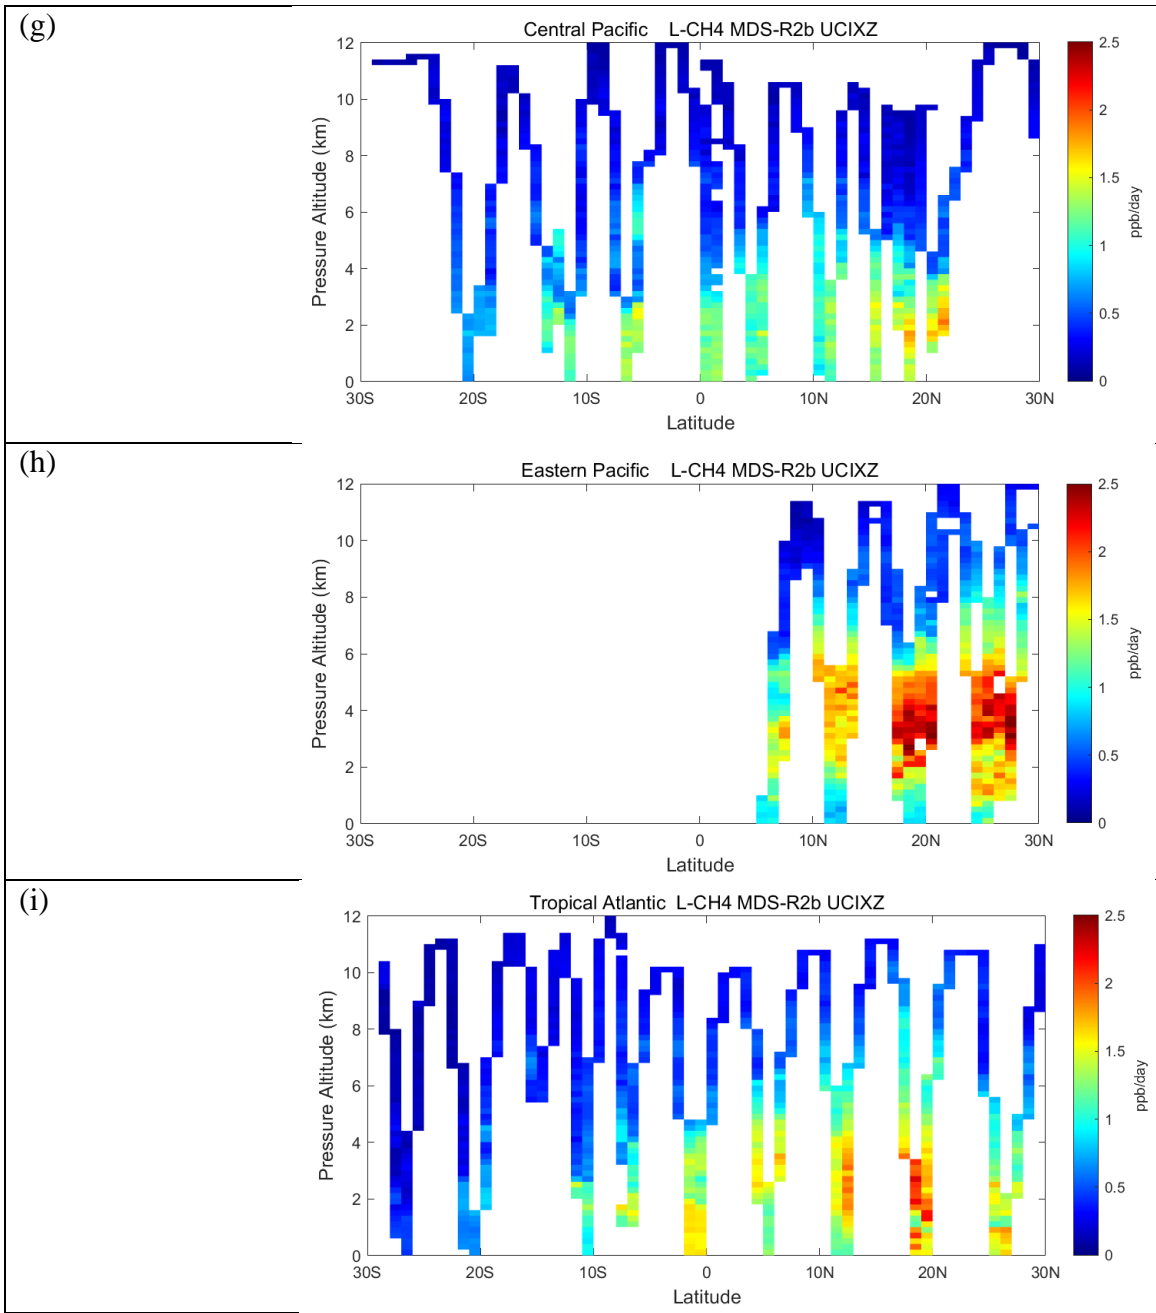 (g)
Central Pacific L-CH4 MDS-R2b UCIXZ
12
10
8
6
4
2
0
Pressure Altitude (km)
30S 20S 10S 0 10N 20N 30N
Latitude
2.5
2
1.5
1
0.5
0
ppb/day
(h)
Eastern Pacific L-CH4 MDS-R2b UCIXZ
12
10
8
6
4
2
0
Pressure Altitude (km)
30S 20S 10S 0 10N 20N 30N
Latitude
2.5
2
1.5
1
0.5
0
ppb/day
(i)
Tropical Atlantic L-CH4 MDS-R2b UCIXZ
12
10
8
6
4
2
0
Pressure Altitude (km)
30S 20S 10S 0 10N 20N 30N
Latitude
2.5
2
1.5
1
0.5
0
ppb/day